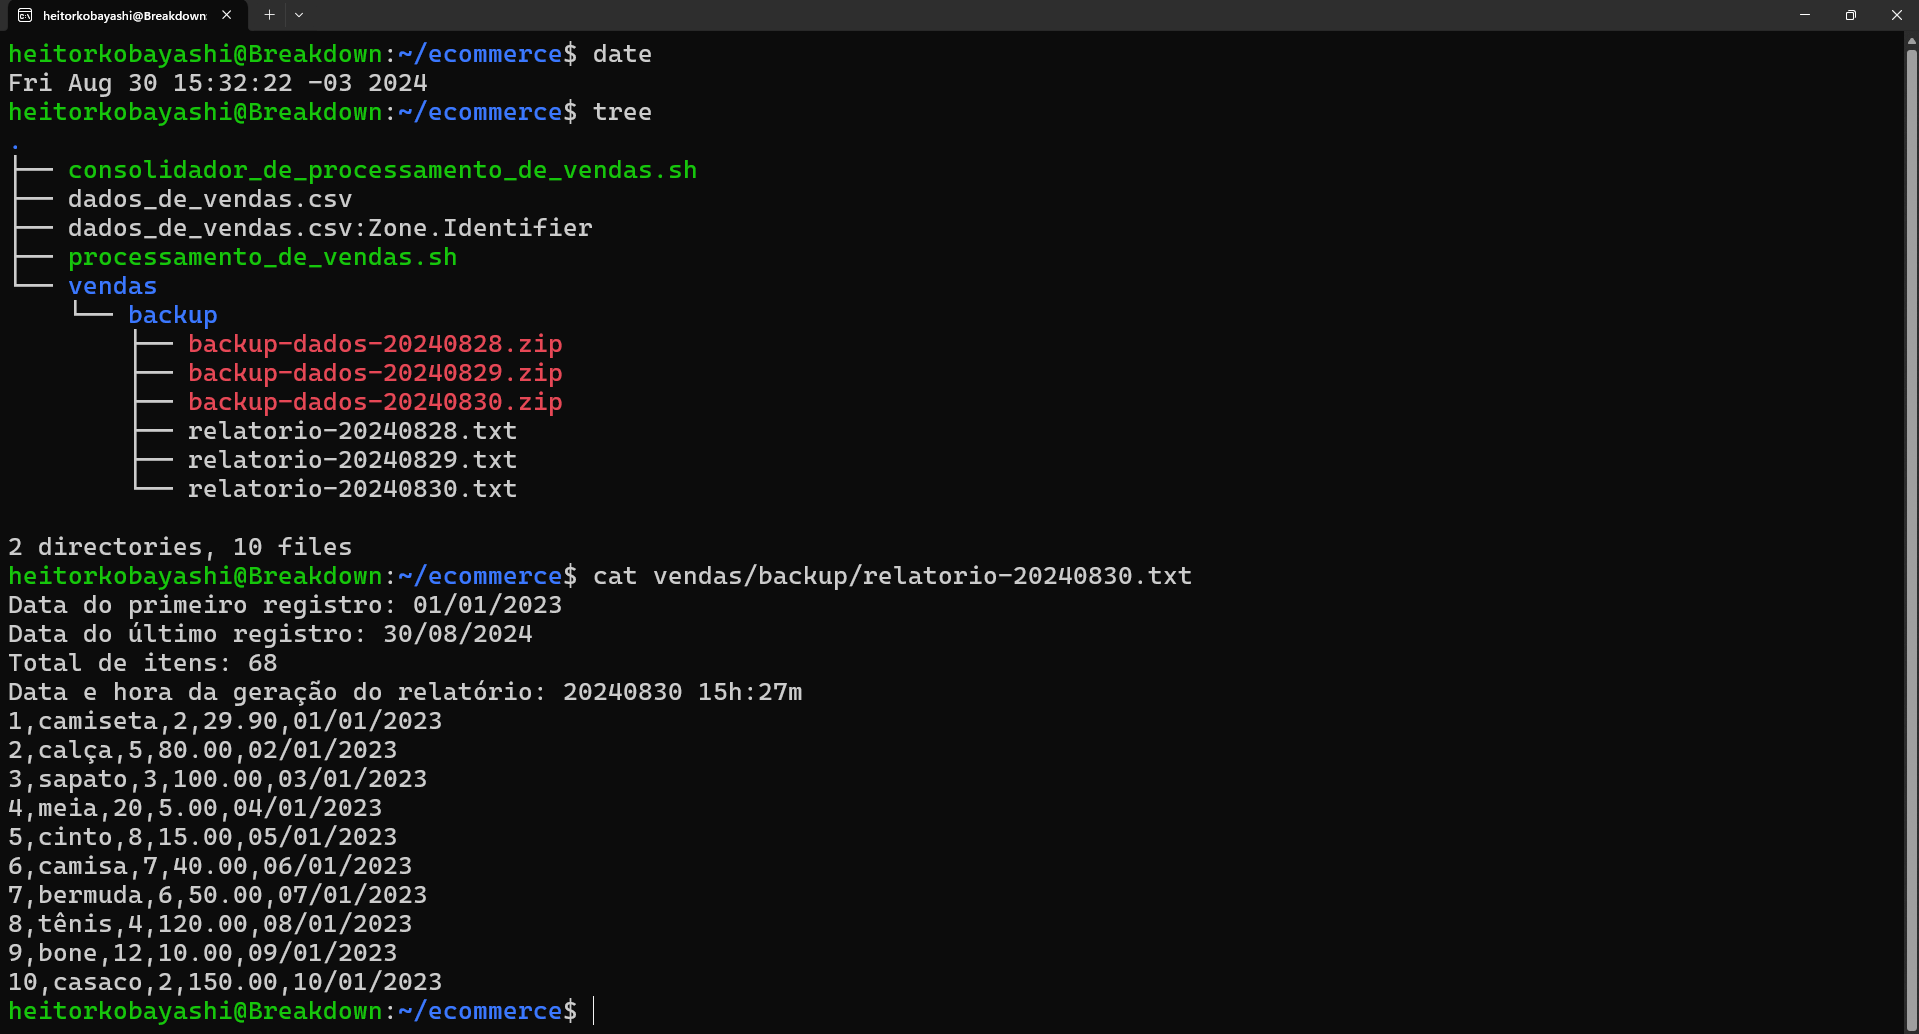 heitorkobayashi@Breakdown:
heitorkobayashi@Breakdown:~/ecommerce$ date
Fri Aug 30 15:32:22 -03 2024
heitorkobayashi@Breakdown:~/ecommerce$ tree
.
├── consolidador_de_processamento_de_vendas.sh
├── dados_de_vendas.csv
├── dados_de_vendas.csv:Zone.Identifier
├── processamento_de_vendas.sh
└── vendas
    └── backup
        ├── backup-dados-20240828.zip
        ├── backup-dados-20240829.zip
        ├── backup-dados-20240830.zip
        ├── relatorio-20240828.txt
        ├── relatorio-20240829.txt
        └── relatorio-20240830.txt
2 directories, 10 files
heitorkobayashi@Breakdown:~/ecommerce$ cat vendas/backup/relatorio-20240830.txt
Data do primeiro registro: 01/01/2023
Data do último registro: 30/08/2024
Total de itens: 68
Data e hora da geração do relatório: 20240830 15h:27m
1,camiseta,2,29.90,01/01/2023
2,calça,5,80.00,02/01/2023
3,sapato,3,100.00,03/01/2023
4,meia,20,5.00,04/01/2023
5,cinto,8,15.00,05/01/2023
6,camisa,7,40.00,06/01/2023
7,bermuda,6,50.00,07/01/2023
8,tênis,4,120.00,08/01/2023
9,bone,12,10.00,09/01/2023
10,casaco,2,150.00,10/01/2023
heitorkobayashi@Breakdown:~/ecommerce$